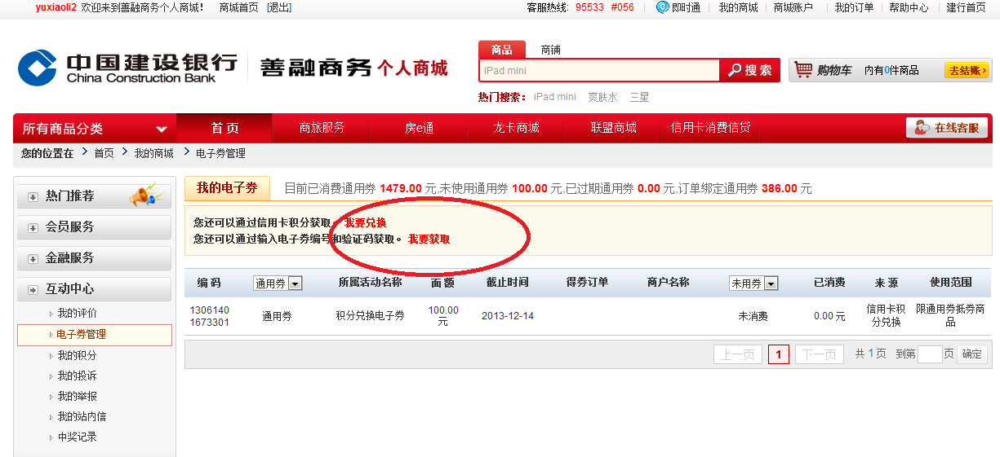 yuxiaoli2 欢迎来到善融商务个人商城! 商城首页 [退出] 客服热线: 95533 #056 即时通 我的商城 商城账户 我的订单 帮助中心 建行首页
中国建设银行 善融商务 个人商城
China Construction Bank
商品 商铺
iPad mini 搜索 购物车 内有0件商品 去结账
热门搜索: iPad mini 爽肤水 三星
所有商品分类 首页 商旅服务 房e通 龙卡商城 联盟商城 信用卡消费信贷 在线客服
您的位置在 > 首页 > 我的商城 > 电子券管理
热门推荐
会员服务
金融服务
互动中心
我的评价
电子券管理
我的积分
我的投诉
我的举报
我的站内信
中奖记录
我的电子券 目前已消费通用券 1479.00 元,未使用通用券 100.00 元,已过期通用券 0.00 元,订单绑定通用券 386.00 元
您还可以通过信用卡积分获取。 我要兑换
您还可以通过输入电子券编号和验证码获取。 我要获取
编码 通用券 所属活动名称 面额 截止时间 得券订单 商户名称 未用券 已消费 来源 使用范围
1306140 1673301 通用券 积分兑换电子券 100.00 元 2013-12-14 未消费 0.00 元 信用卡积分兑换 限通用券抵券商品
上一页 1 下一页 共 1 页 到第 页 确定